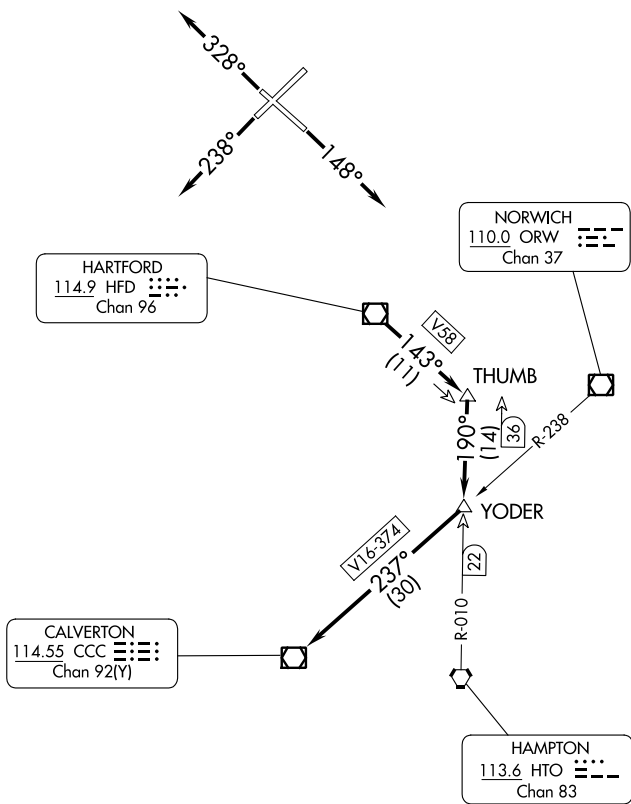 328°
238°
148°
NORWICH
110.0 ORW
Chan 37
HARTFORD
114.9 HFD
Chan 96
V58
143°
(11)
THUMB
190°
(14)
36
R-238
YODER
V16-374
237°
(30)
22
R-010
CALVERTON
114.55 CCC
Chan 92(Y)
HAMPTON
113.6 HTO
Chan 83